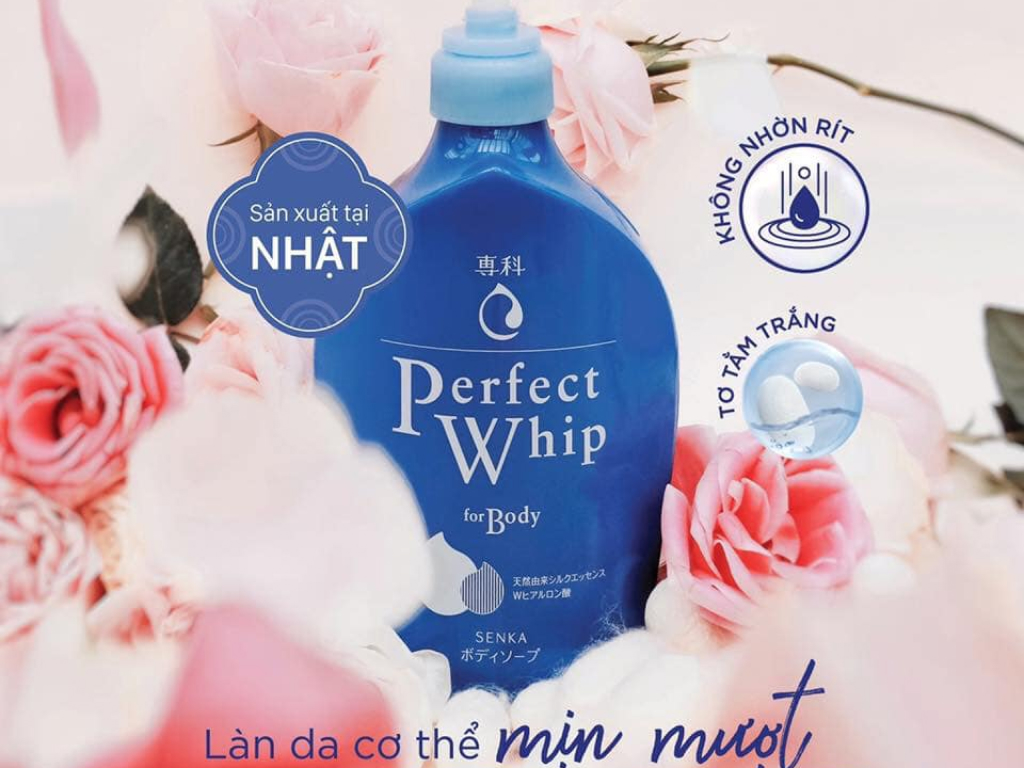 Sản xuất tại
NHẬT
KHÔNG NHỜN RÍT
TƠ TẰM TRẮNG
専科
Perfect
Whip
for Body
天然由来シルクエッセンス
Wヒアルロン酸
SENKA
ボディソープ
Làn da cơ thể mịn mượt